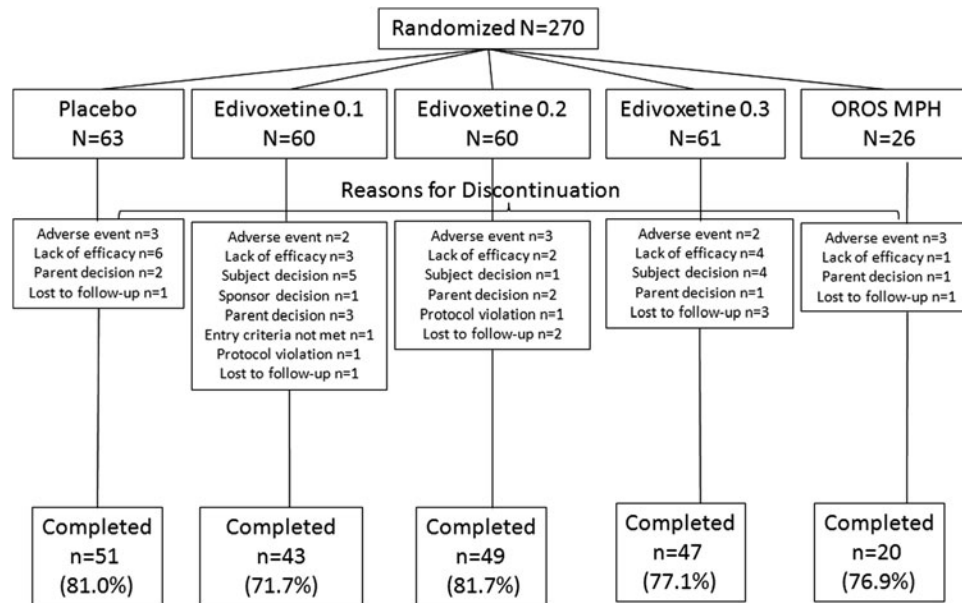 Randomized N=270
Placebo
N=63
Edivoxetine 0.1
N=60
Edivoxetine 0.2
N=60
Edivoxetine 0.3
N=61
OROS MPH
N=26
Reasons for Discontinuation
Adverse event n=3
Lack of efficacy n=6
Parent decision n=2
Lost to follow-up n=1
Adverse event n=2
Lack of efficacy n=3
Subject decision n=5
Sponsor decision n=1
Parent decision n=3
Entry criteria not met n=1
Protocol violation n=1
Lost to follow-up n=1
Adverse event n=3
Lack of efficacy n=2
Subject decision n=1
Parent decision n=2
Protocol violation n=1
Lost to follow-up n=2
Adverse event n=2
Lack of efficacy n=4
Subject decision n=4
Parent decision n=1
Lost to follow-up n=3
Adverse event n=3
Lack of efficacy n=1
Parent decision n=1
Lost to follow-up n=1
Completed
n=51
(81.0%)
Completed
n=43
(71.7%)
Completed
n=49
(81.7%)
Completed
n=47
(77.1%)
Completed
n=20
(76.9%)